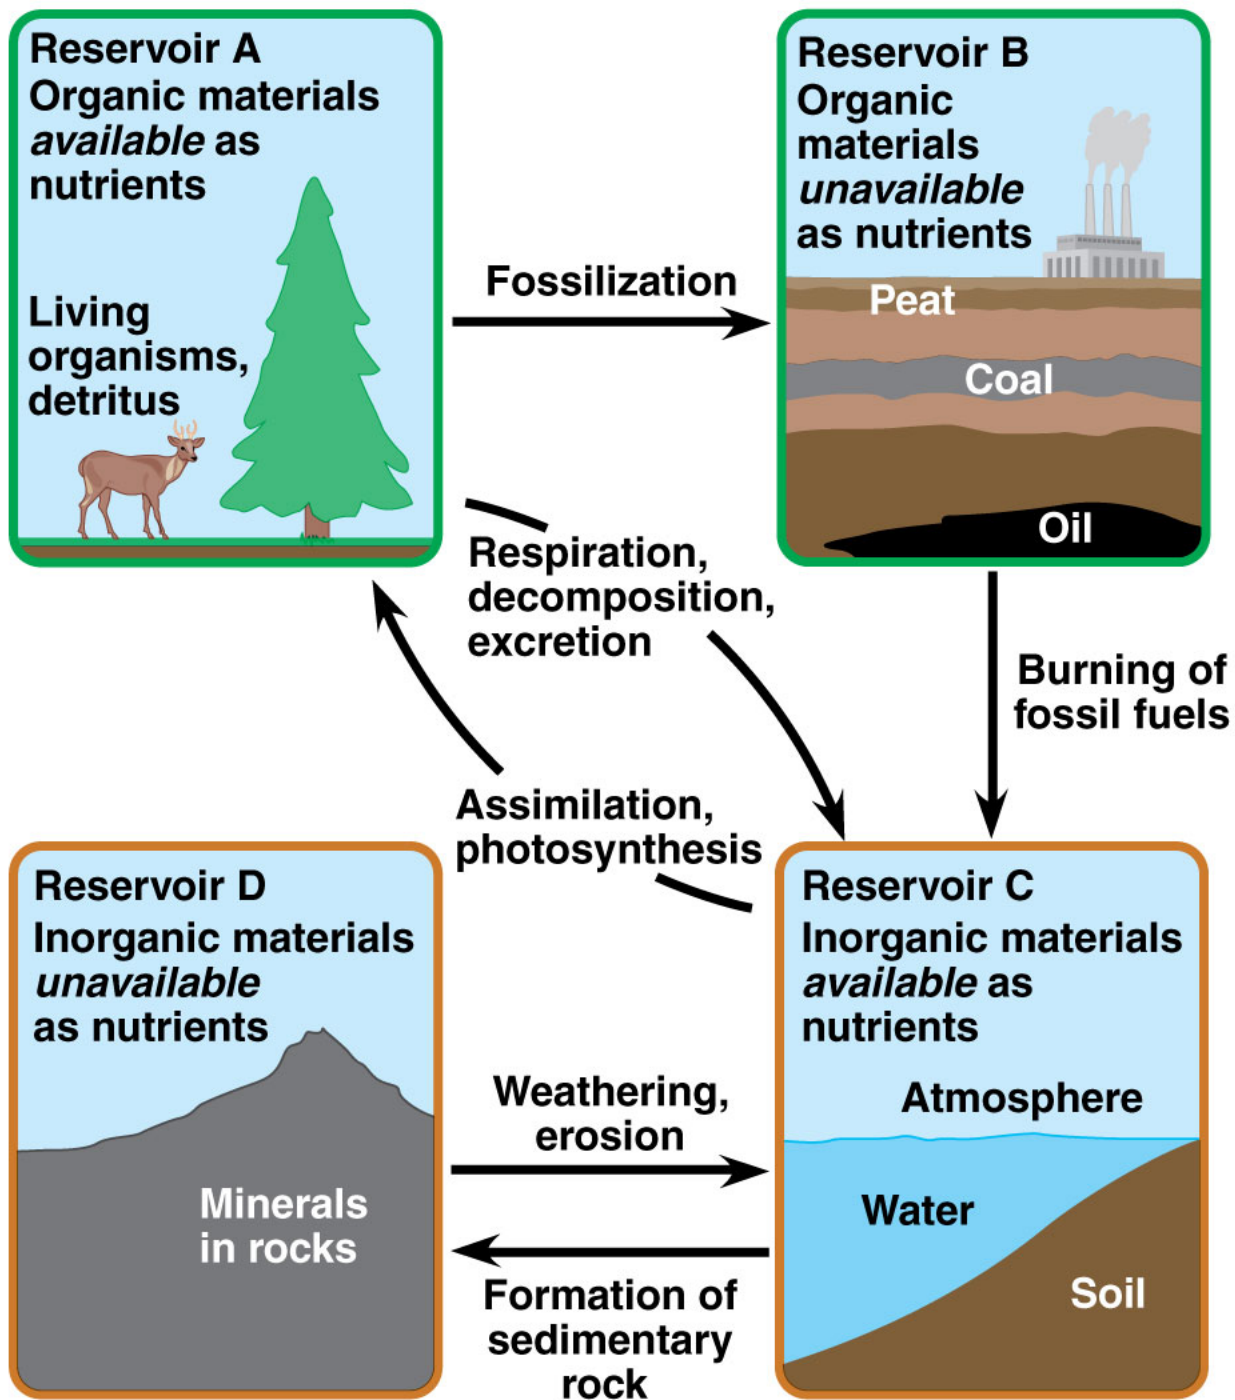 Reservoir A
Organic materials
available as
nutrients
Living
organisms,
detritus
Fossilization
Reservoir B
Organic
materials
unavailable
as nutrients
Peat
Coal
Oil
Respiration,
decomposition,
excretion
Burning of
fossil fuels
Assimilation,
photosynthesis
Reservoir D
Inorganic materials
unavailable
as nutrients
Minerals
in rocks
Weathering,
erosion
Formation of
sedimentary
rock
Reservoir C
Inorganic materials
available as
nutrients
Atmosphere
Water
Soil